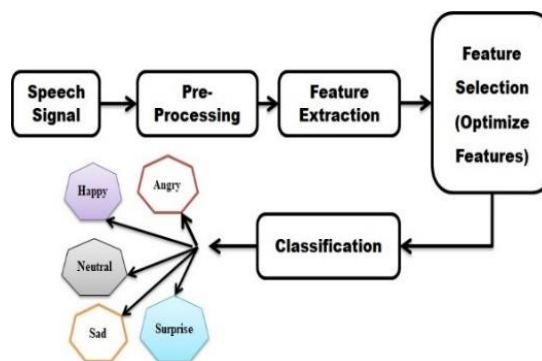 Speech
Signal
Pre-
Processing
Feature
Extraction
Feature
Selection
(Optimize
Features)
Classification
Happy
Angry
Neutral
Sad
Surprise